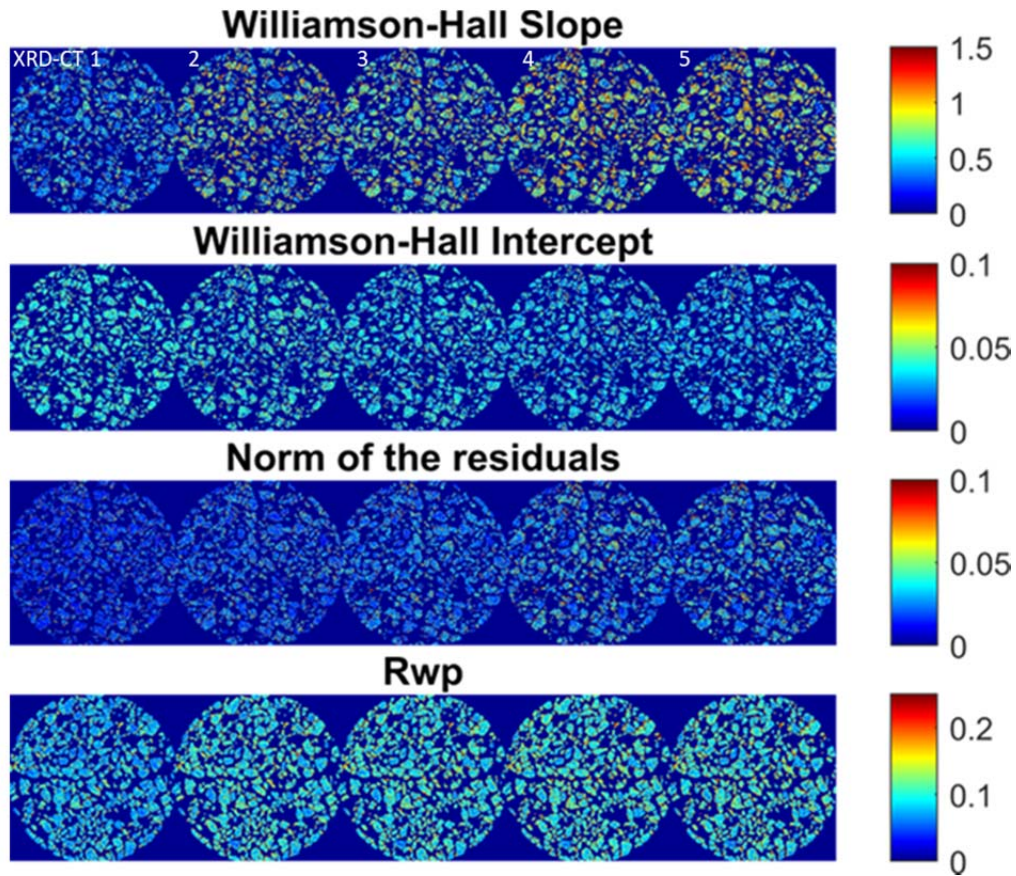 Williamson-Hall Slope
XRD-CT 1 2 3 4 5
1.5
1
0.5
0
Williamson-Hall Intercept
0.1
0.05
0
Norm of the residuals
0.1
0.05
0
Rwp
0.2
0.1
0